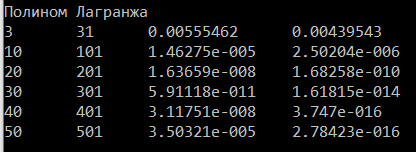 Полином Лагранжа
3 31 0.00555462 0.00439543
10 101 1.46275e-005 2.50204e-006
20 201 1.63659e-008 1.68258e-010
30 301 5.91118e-011 1.61815e-014
40 401 3.11751e-008 3.747e-016
50 501 3.50321e-005 2.78423e-016